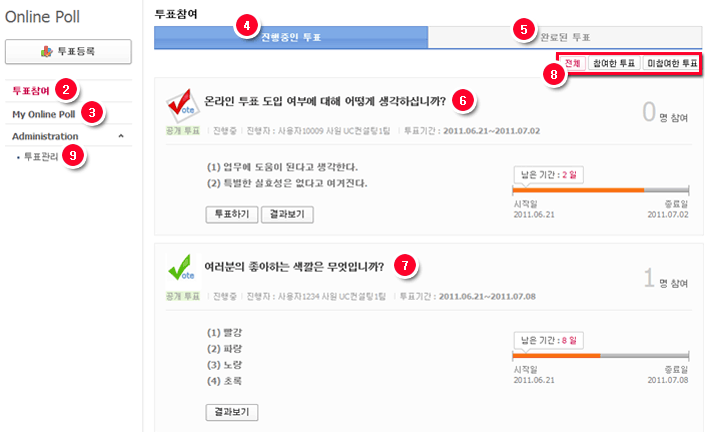 Online Poll
투표등록
투표참여 2
My Online Poll 3
Administration
투표관리 9
투표참여
4 진행중인 투표
5 완료된 투표
8 전체 참여한 투표 미참여한 투표
Vote
온라인 투표 도입 여부에 대해 어떻게 생각하십니까? 6
0 명 참여
공개 투표 진행중 진행자 : 사용자10009 사원 UC컨설팅1팀 투표기간 : 2011.06.21~2011.07.02
(1) 업무에 도움이 된다고 생각한다.
(2) 특별한 실효성은 없다고 여겨진다.
남은 기간 : 2 일
시작일 종료일
2011.06.21 2011.07.02
투표하기 결과보기
Vote
여러분의 좋아하는 색깔은 무엇입니까? 7
1 명 참여
공개 투표 진행중 진행자 : 사용자1234 사원 UC컨설팅1팀 투표기간 : 2011.06.21~2011.07.08
(1) 빨강
(2) 파랑
(3) 노랑
(4) 초록
남은 기간 : 8 일
시작일 종료일
2011.06.21 2011.07.08
결과보기